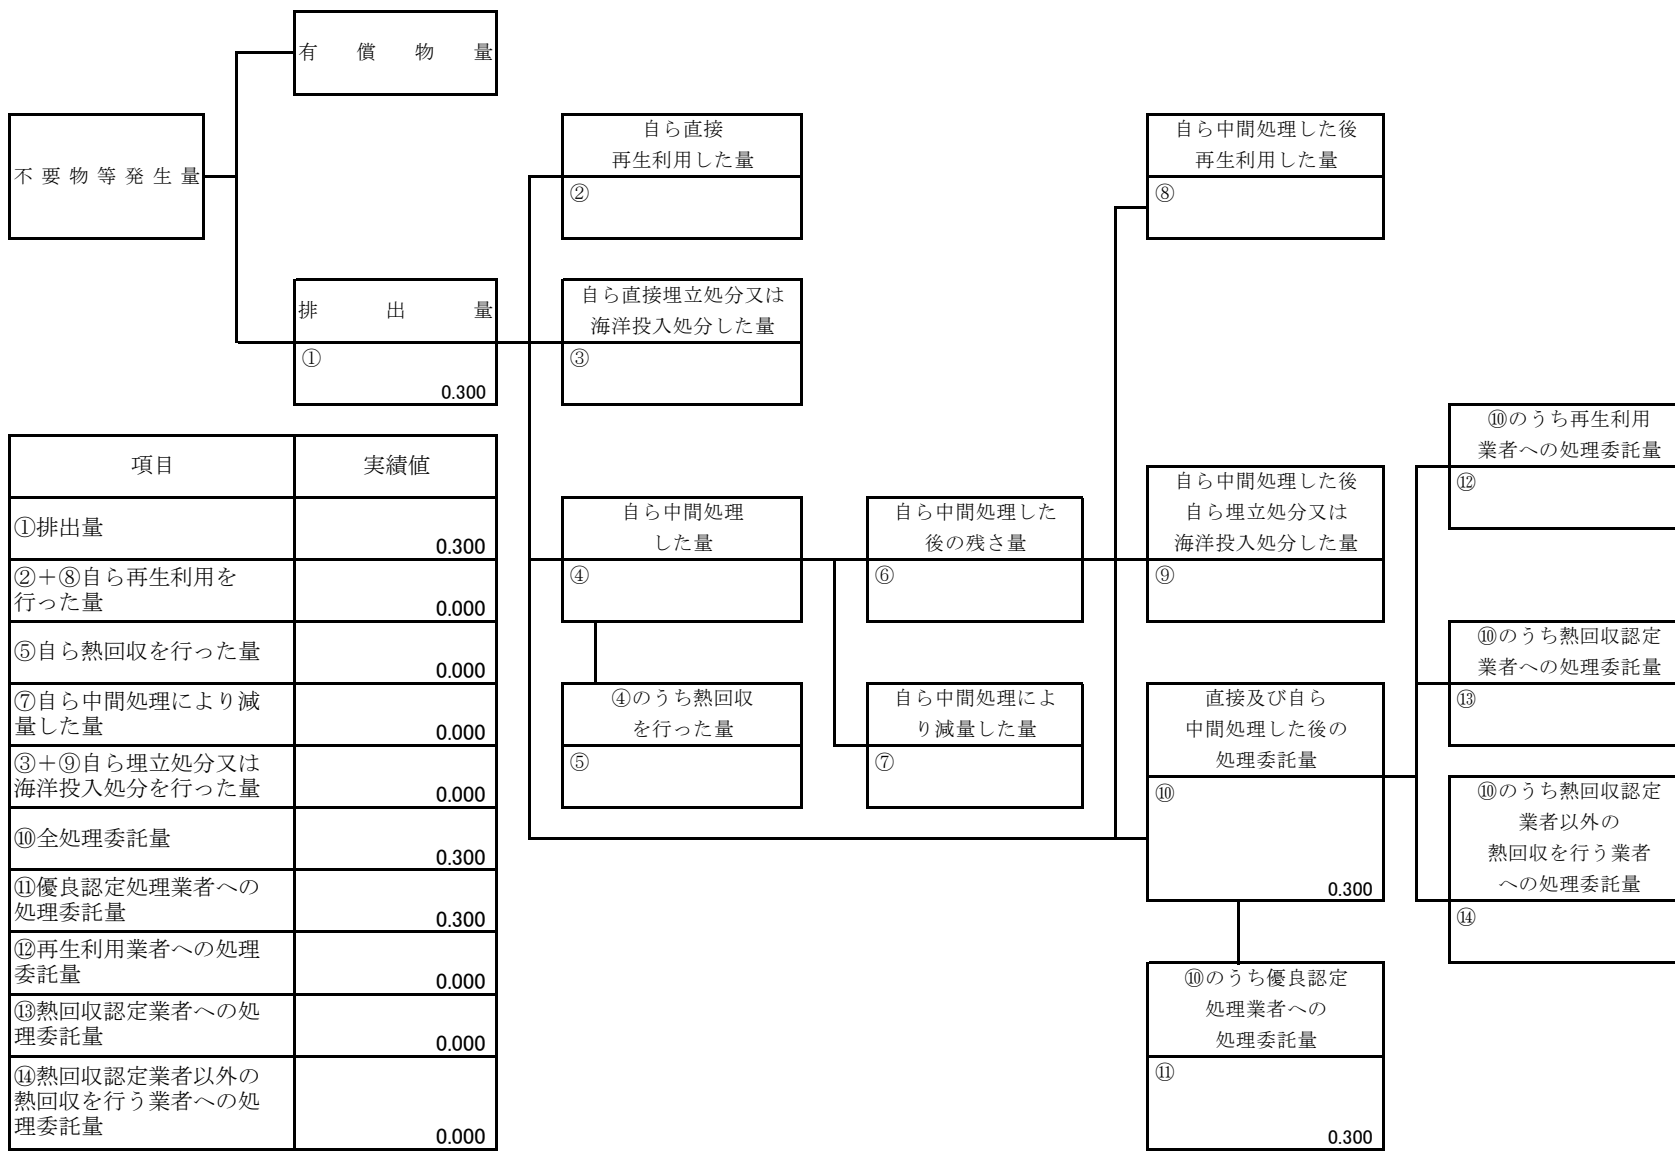 有償物量
不要物等発生量
排出量
①
0.300
自ら直接
再生利用した量
②
自ら直接埋立処分又は
海洋投入処分した量
③
自ら中間処理
した量
④
④のうち熱回収
を行った量
⑤
自ら中間処理した
後の残さ量
⑥
自ら中間処理によ
り減量した量
⑦
自ら中間処理した後
再生利用した量
⑧
自ら中間処理した後
自ら埋立処分又は
海洋投入処分した量
⑨
直接及び自ら
中間処理した後の
処理委託量
⑩
0.300
⑩のうち優良認定
処理業者への
処理委託量
⑪
0.300
⑩のうち再生利用
業者への処理委託量
⑫
⑩のうち熱回収認定
業者への処理委託量
⑬
⑩のうち熱回収認定
業者以外の
熱回収を行う業者
への処理委託量
⑭
項目 実績値
①排出量
0.300
②＋⑧自ら再生利用を
行った量
0.000
⑤自ら熱回収を行った量
0.000
⑦自ら中間処理により減
量した量
0.000
③＋⑨自ら埋立処分又は
海洋投入処分を行った量
0.000
⑩全処理委託量
0.300
⑪優良認定処理業者への
処理委託量
0.300
⑫再生利用業者への処理
委託量
0.000
⑬熱回収認定業者への処
理委託量
0.000
⑭熱回収認定業者以外の
熱回収を行う業者への処
理委託量
0.000